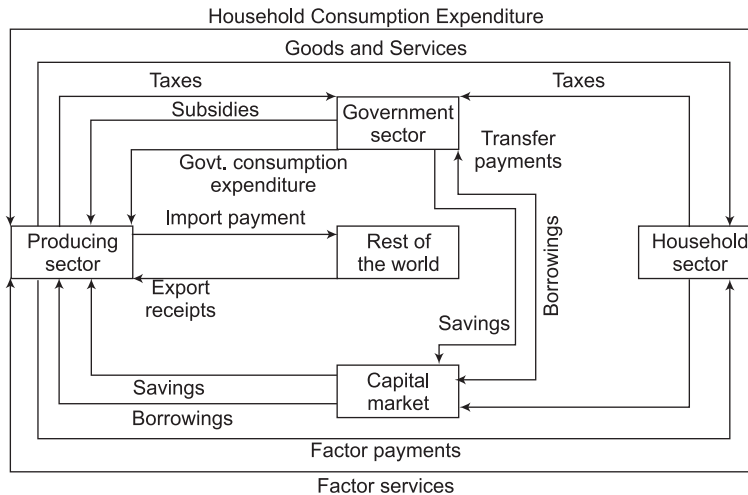 Household Consumption Expenditure
Goods and Services
Taxes
Taxes
Subsidies
Government
sector
Transfer
payments
Govt. consumption
expenditure
Import payment
Producing
sector
Rest of
the world
Household
sector
Borrowings
Export
receipts
Savings
Savings
Capital
market
Borrowings
Factor payments
Factor services